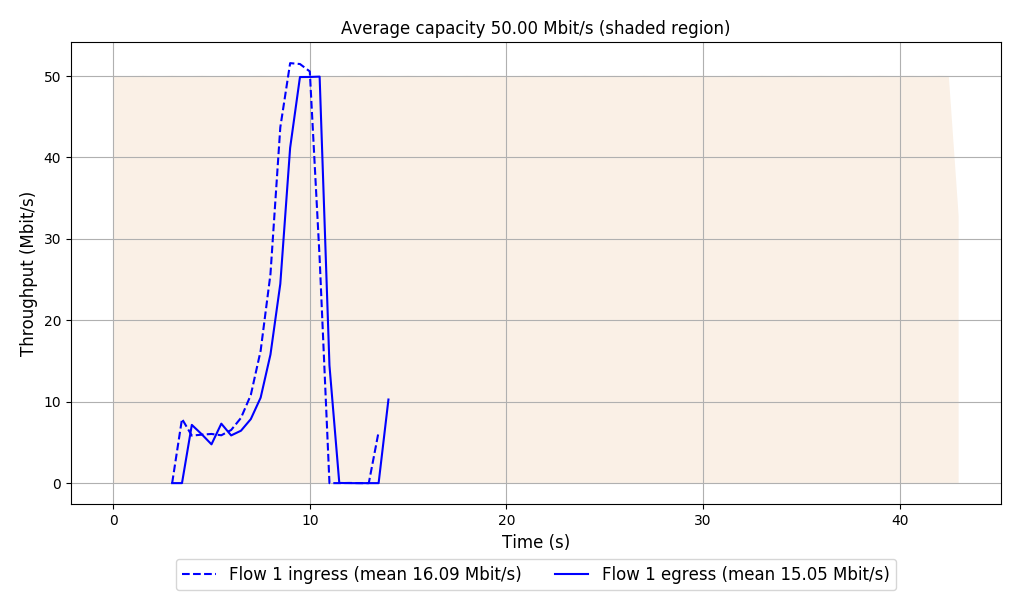 Average capacity 50.00 Mbit/s (shaded region)
Throughput (Mbit/s)
50
40
30
20
10
0
0 10 20 30 40
Time (s)
Flow 1 ingress (mean 16.09 Mbit/s) Flow 1 egress (mean 15.05 Mbit/s)